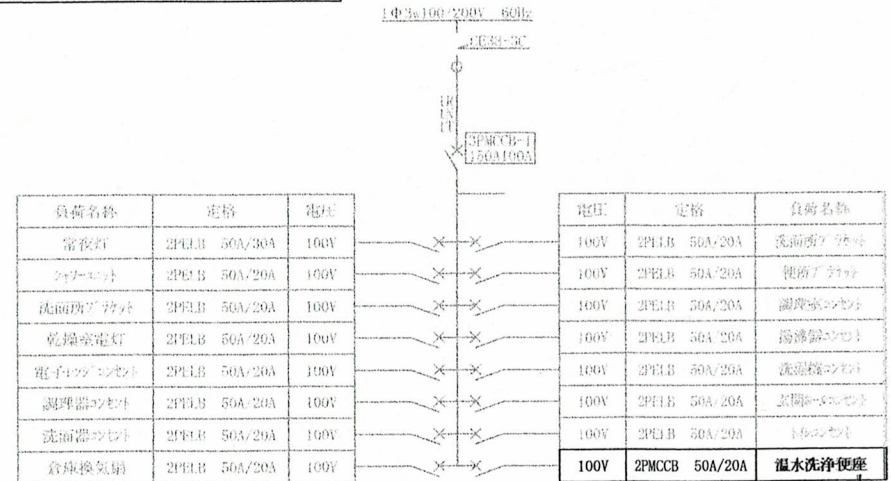 1Φ3w100/200V 60Hz
CE38-3C
3PMCCB-1
150A100A
負荷名称 定格 電圧
常夜灯 2PELB 50A/30A 100V
シャワーユニット 2PELB 50A/20A 100V
洗面所ブラケット 2PELB 50A/20A 100V
乾燥室電灯 2PELB 50A/20A 100V
電子レンジコンセント 2PELB 50A/20A 100V
調理器コンセント 2PELB 50A/20A 100V
洗面器コンセント 2PELB 50A/20A 100V
倉庫換気扇 2PELB 50A/20A 100V
電圧 定格 負荷名称
100V 2PELB 50A/20A 洗面所ブラケット
100V 2PELB 50A/20A 便所ブラケット
100V 2PELB 50A/20A 調理室コンセント
100V 2PELB 50A/20A 湯沸器コンセント
100V 2PELB 50A/20A 洗濯機コンセント
100V 2PELB 50A/20A 玄関ホールコンセント
100V 2PELB 50A/20A トイレコンセント
100V 2PMCCB 50A/20A 温水洗浄便座